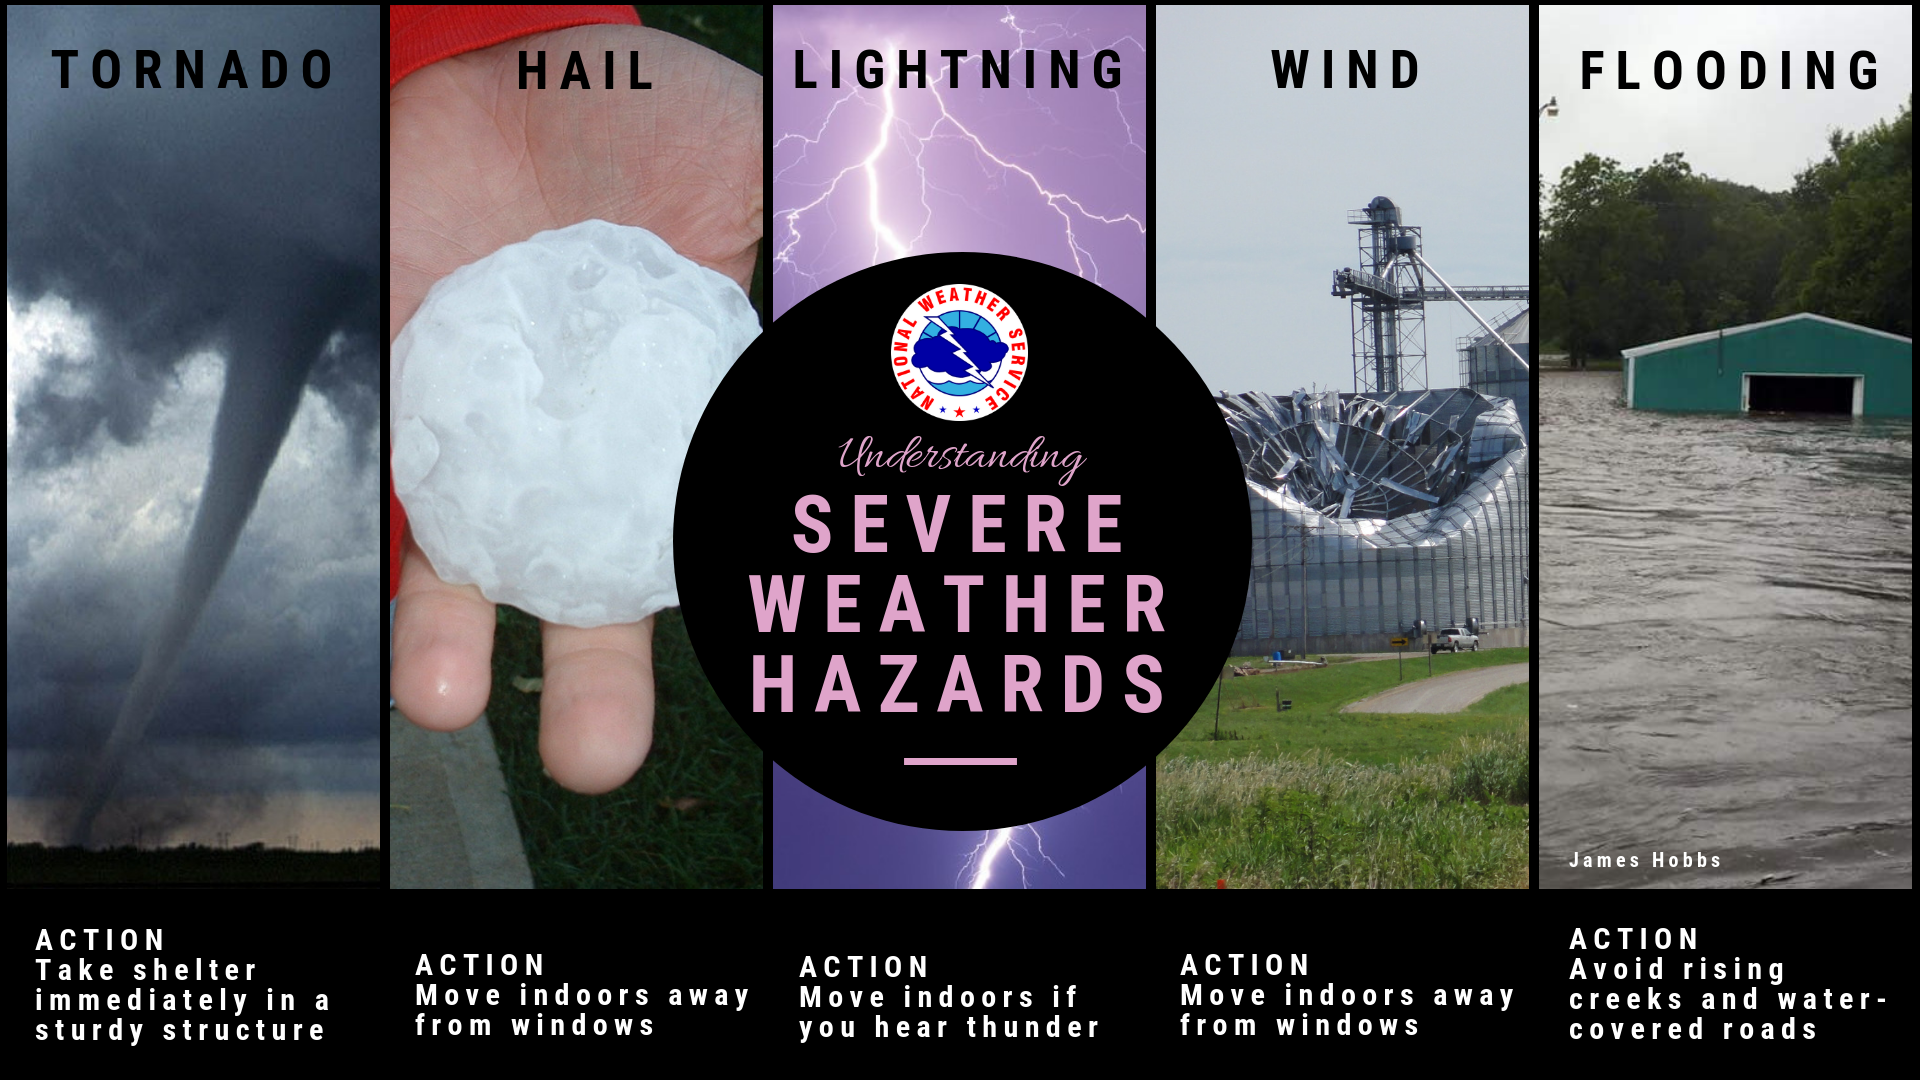 TORNADO
HAIL
LIGHTNING
WIND
FLOODING
NATIONAL WEATHER SERVICE
Understanding
SEVERE
WEATHER
HAZARDS
James Hobbs
ACTION
Take shelter
immediately in a
sturdy structure
ACTION
Move indoors away
from windows
ACTION
Move indoors if
you hear thunder
ACTION
Move indoors away
from windows
ACTION
Avoid rising
creeks and water-
covered roads